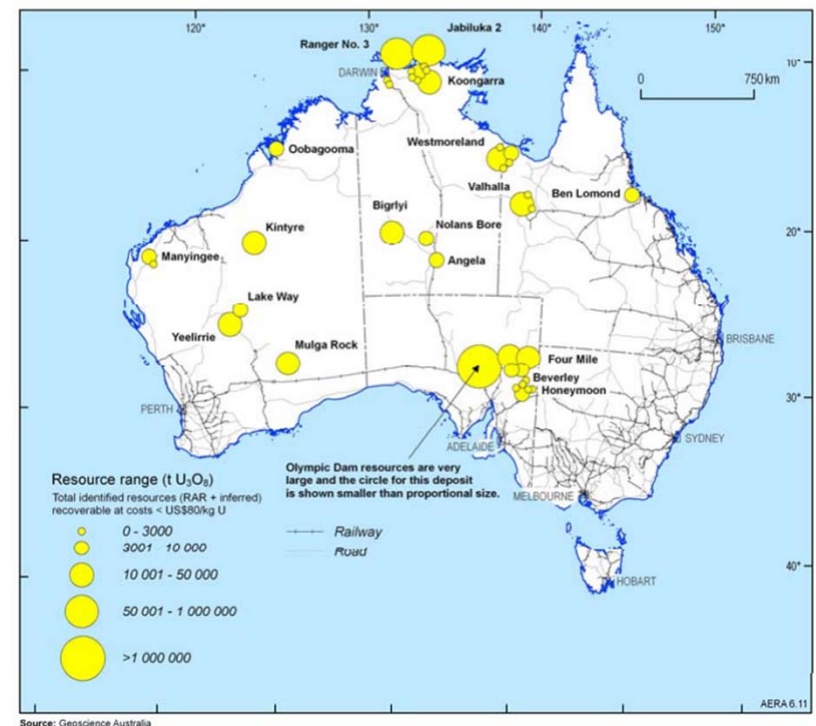 120°
130°
140°
150°
Jabiluka 2
Ranger No. 3
DARWIN
Koongarra
10°
0
750 km
Oobagooma
Westmoreland
Valhalla
Ben Lomond
Bigrlyi
Kintyre
Nolans Bore
20°
Manyingee
Angela
Lake Way
Yeelirrie
Mulga Rock
BRISBANE
Four Mile
Beverley
Honeymoon
30°
PERTH
ADELAIDE
SYDNEY
Olympic Dam resources are very
large and the circle for this deposit
is shown smaller than proportional size.
MELBOURNE
Resource range (t U₃O₈)
Total identified resources (RAR + inferred)
recoverable at costs < US$80/kg U
0 - 3000
3001 - 10 000
10 001 - 50 000
50 001 - 1 000 000
>1 000 000
Railway
Road
40°
HOBART
AERA 6.11
Source: Geoscience Australia